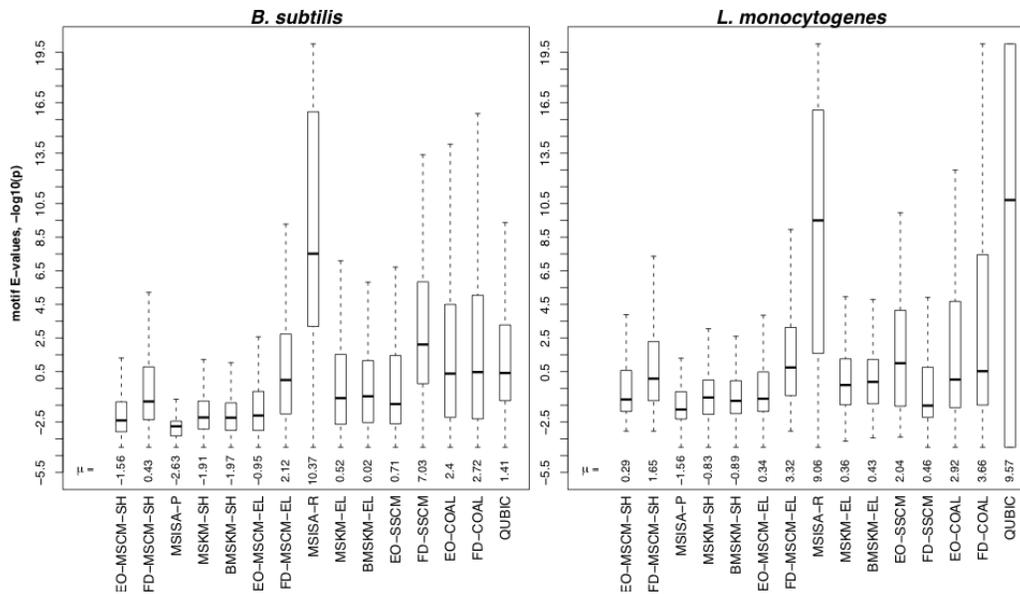 B. subtilis
L. monocytogenes
motif E−values, −log10(p)
19.5
16.5
13.5
10.5
8.5
6.5
4.5
2.5
0.5
−2.5
−5.5
19.5
16.5
13.5
10.5
8.5
6.5
4.5
2.5
0.5
−2.5
−5.5
μ = −1.56 0.43 −2.63 −1.91 −1.97 −0.95 2.12 10.37 0.52 0.02 0.71 7.03 2.4 2.72 1.41
μ = 0.29 1.65 −1.56 −0.83 −0.89 0.34 3.32 9.06 0.36 0.43 2.04 0.46 2.92 3.66 9.57
EO−MSCM−SH
FD−MSCM−SH
MSISA−P
MSKM−SH
BMSKM−SH
EO−MSCM−EL
FD−MSCM−EL
MSISA−R
MSKM−EL
BMSKM−EL
EO−SSCM
FD−SSCM
EO−COAL
FD−COAL
QUBIC
EO−MSCM−SH
FD−MSCM−SH
MSISA−P
MSKM−SH
BMSKM−SH
EO−MSCM−EL
FD−MSCM−EL
MSISA−R
MSKM−EL
BMSKM−EL
EO−SSCM
FD−SSCM
EO−COAL
FD−COAL
QUBIC